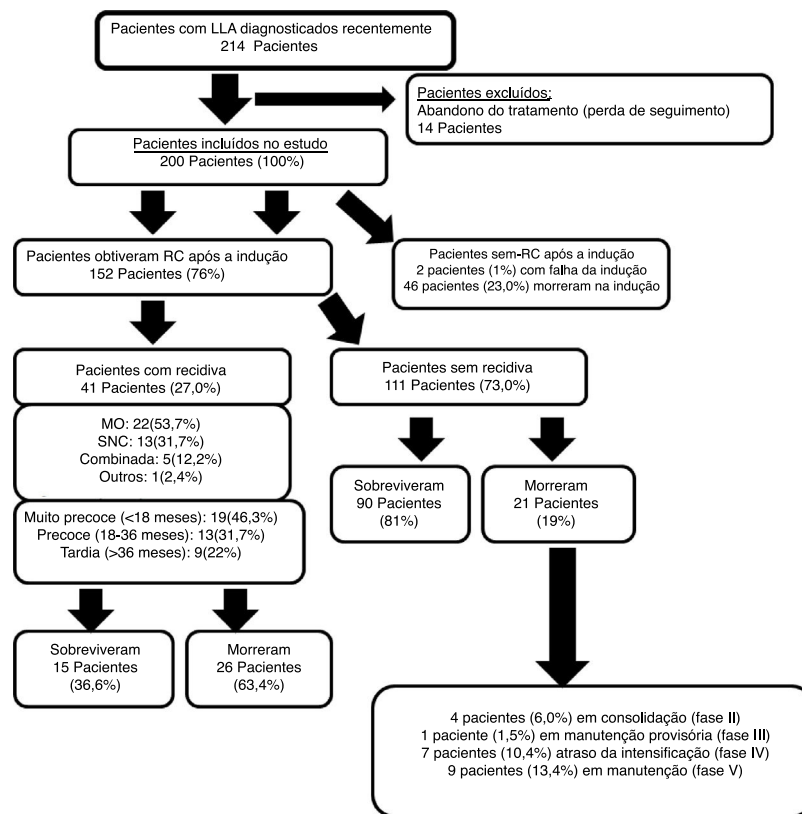 Pacientes com LLA diagnosticados recentemente
214 Pacientes
Pacientes excluídos;
Abandono do tratamento (perda de seguimento)
14 Pacientes
Pacientes incluídos no estudo
200 Pacientes (100%)
Pacientes obtiveram RC após a indução
152 Pacientes (76%)
Pacientes sem-RC após a indução
2 pacientes (1%) com falha da indução
46 pacientes (23,0%) morreram na indução
Pacientes com recidiva
41 Pacientes (27,0%)
Pacientes sem recidiva
111 Pacientes (73,0%)
MO: 22(53,7%)
SNC: 13(31,7%)
Combinada: 5(12,2%)
Outros: 1(2,4%)
Sobreviveram
90 Pacientes
(81%)
Morreram
21 Pacientes
(19%)
Muito precoce (<18 meses): 19(46,3%)
Precoce (18-36 meses): 13(31,7%)
Tardia (>36 meses): 9(22%)
Sobreviveram
15 Pacientes
(36,6%)
Morreram
26 Pacientes
(63,4%)
4 pacientes (6,0%) em consolidação (fase II)
1 paciente (1,5%) em manutenção provisória (fase III)
7 pacientes (10,4%) atraso da intensificação (fase IV)
9 pacientes (13,4%) em manutenção (fase V)